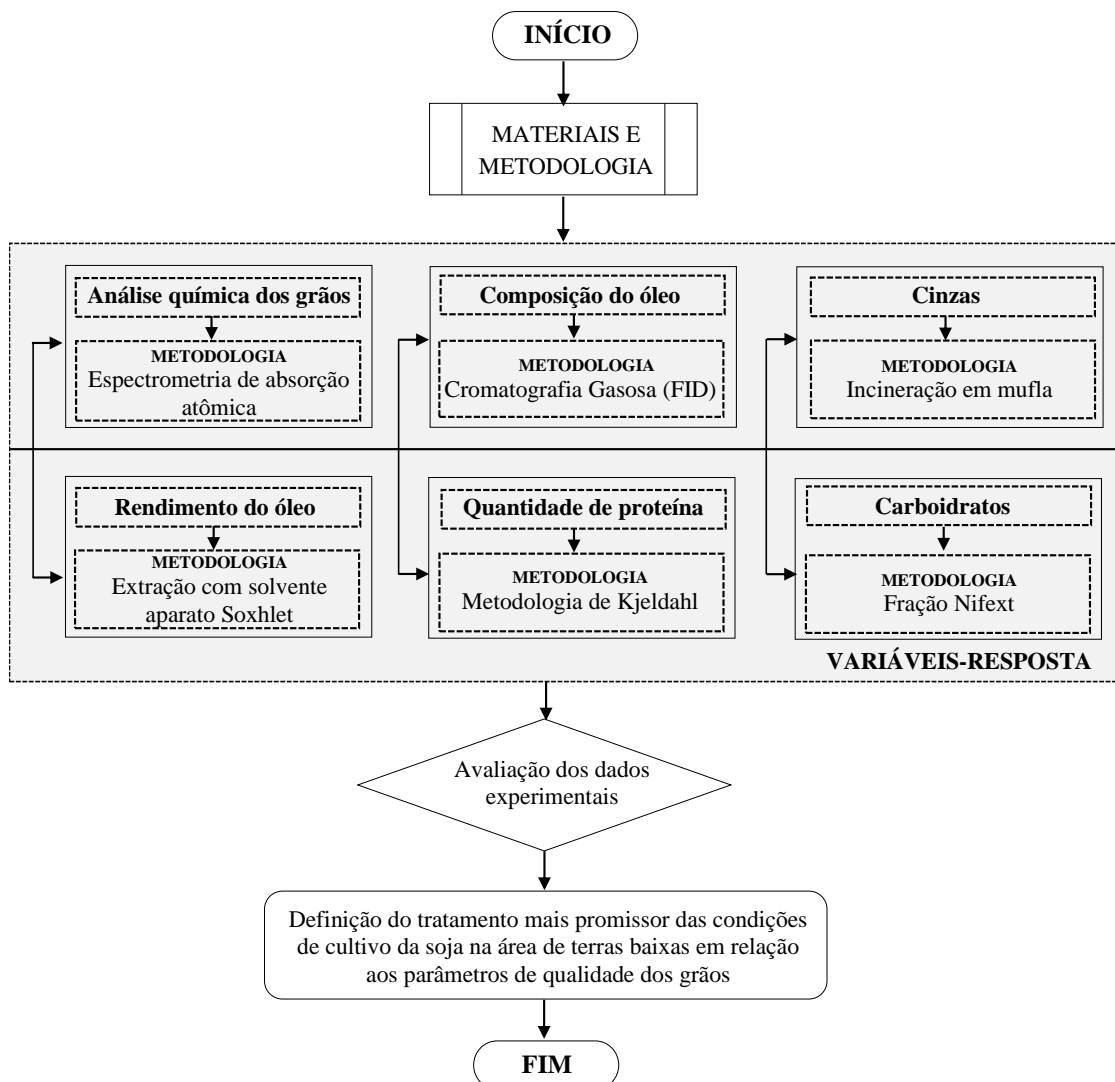 INÍCIO
MATERIAIS E
METODOLOGIA
Análise química dos grãos
METODOLOGIA
Espectrometria de absorção
atômica
Composição do óleo
METODOLOGIA
Cromatografia Gasosa (FID)
Cinzas
METODOLOGIA
Incineração em mufla
Rendimento do óleo
METODOLOGIA
Extração com solvente
aparato Soxhlet
Quantidade de proteína
METODOLOGIA
Metodologia de Kjeldahl
Carboidratos
METODOLOGIA
Fração Nifext
VARIÁVEIS-RESPOSTA
Avaliação dos dados
experimentais
Definição do tratamento mais promissor das condições
de cultivo da soja na área de terras baixas em relação
aos parâmetros de qualidade dos grãos
FIM